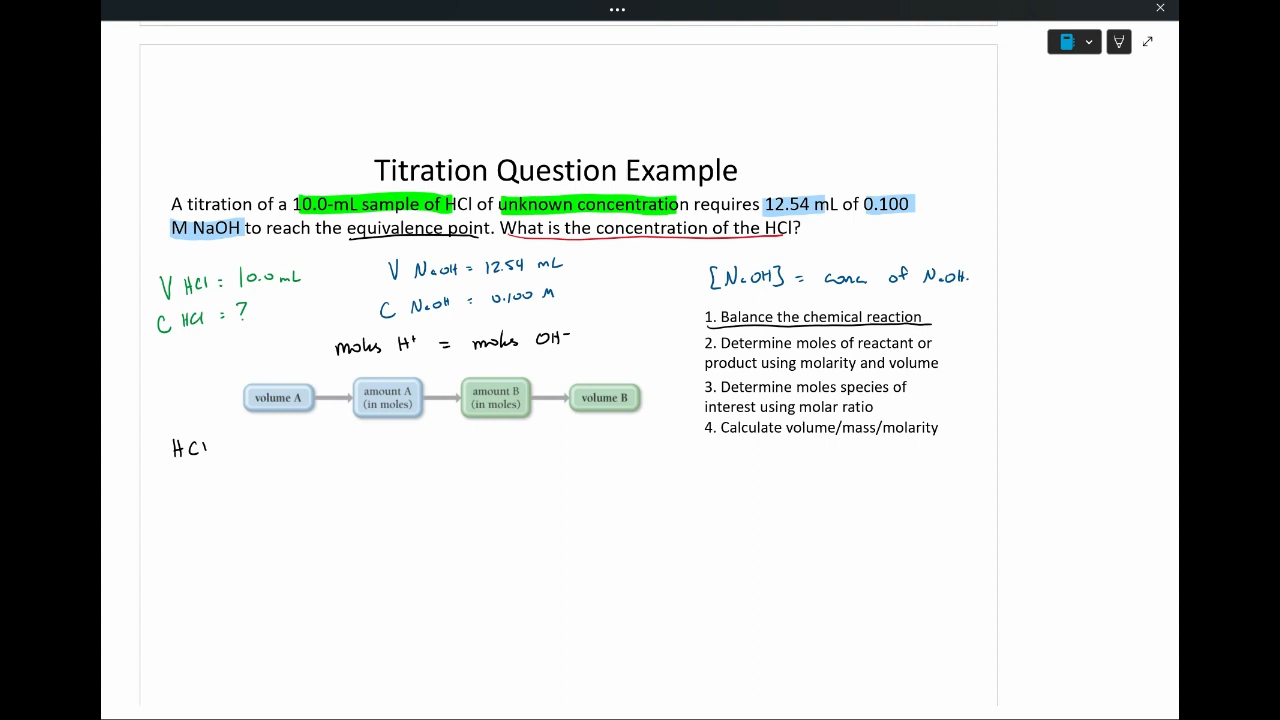 Titration Question Example
A titration of a 10.0-mL sample of HCl of unknown concentration requires 12.54 mL of 0.100
M NaOH to reach the equivalence point. What is the concentration of the HCl?
V HCl = 10.0 mL
C HCl = ?
V NaOH = 12.54 mL
C NaOH = 0.100 M
moles H+ = moles OH-
[NaOH] = conc of NaOH.
1. Balance the chemical reaction
2. Determine moles of reactant or
product using molarity and volume
3. Determine moles species of
interest using molar ratio
4. Calculate volume/mass/molarity
volume A
amount A
(in moles)
amount B
(in moles)
volume B
HCl